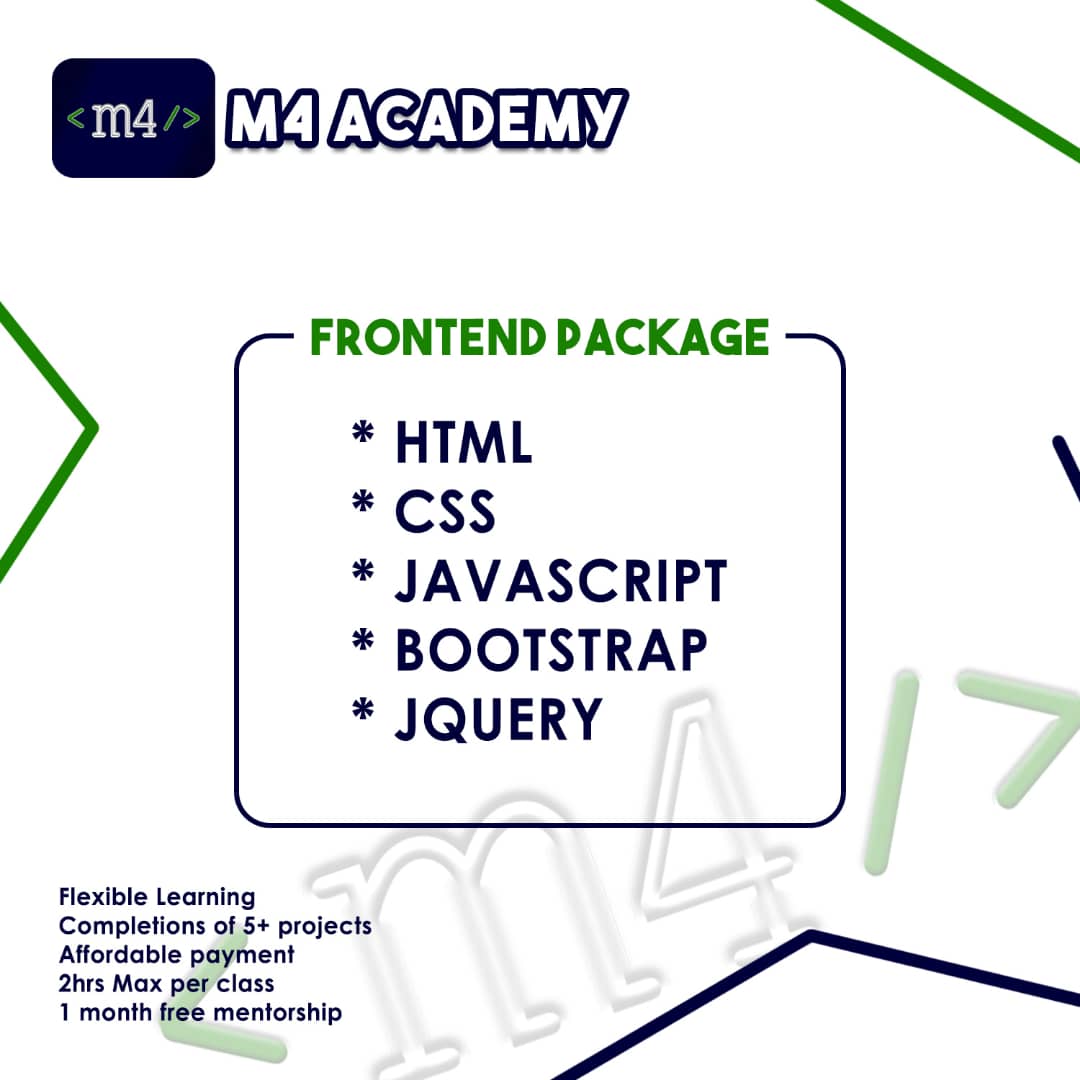 <m4/>
M4 ACADEMY
FRONTEND PACKAGE
* HTML
* CSS
* JAVASCRIPT
* BOOTSTRAP
* JQUERY
<m4/>
Flexible Learning
Completions of 5+ projects
Affordable payment
2hrs Max per class
1 month free mentorship